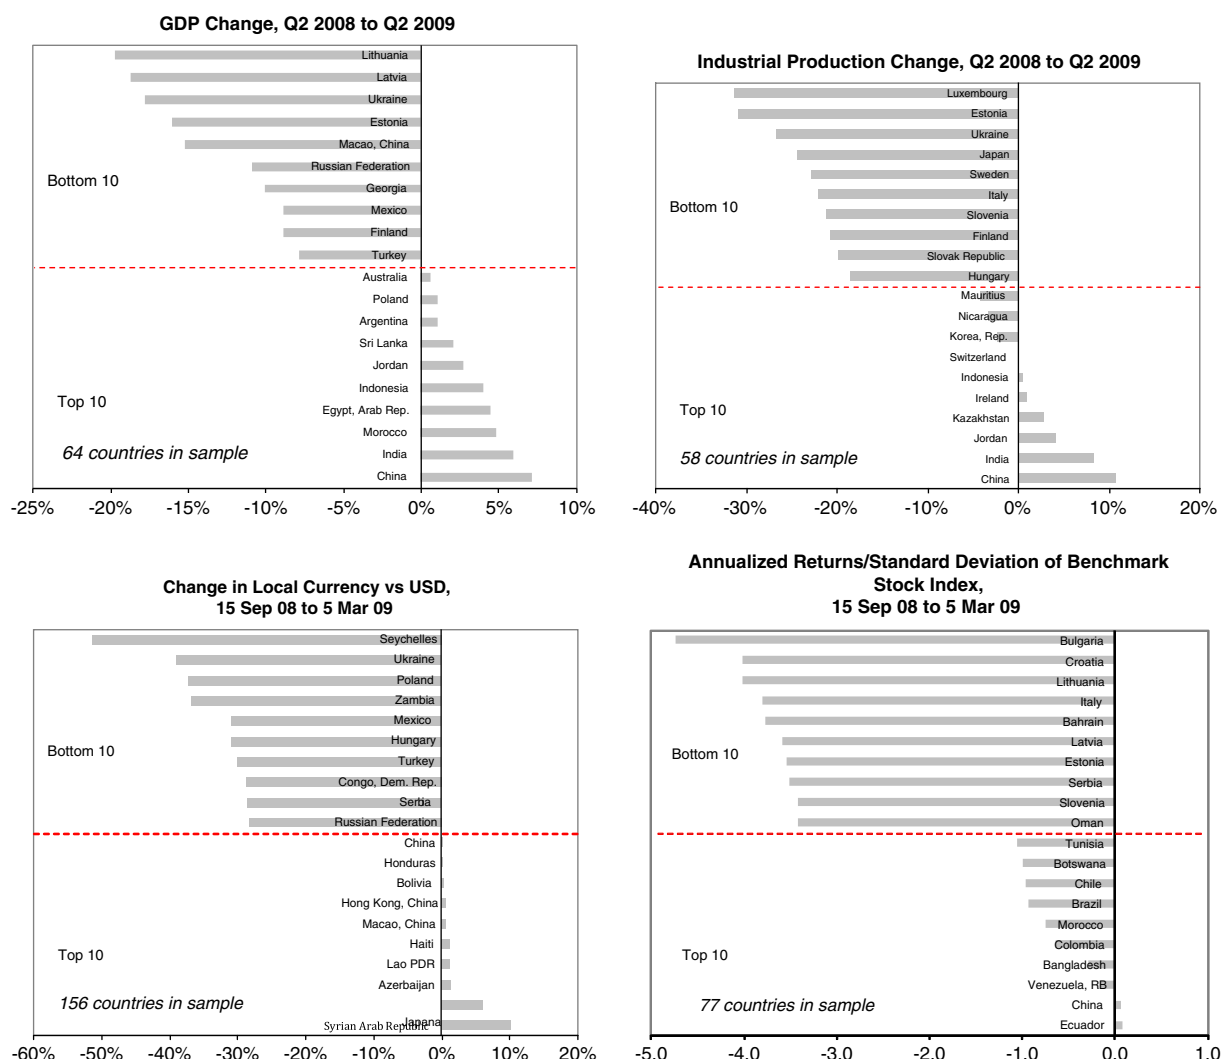 GDP Change, Q2 2008 to Q2 2009
Lithuania
Latvia
Ukraine
Estonia
Macao, China
Russian Federation
Bottom 10
Georgia
Mexico
Finland
Turkey
Australia
Poland
Argentina
Sri Lanka
Jordan
Indonesia
Top 10
Egypt, Arab Rep.
Morocco
64 countries in sample
India
China
-25% -20% -15% -10% -5% 0% 5% 10%
Industrial Production Change, Q2 2008 to Q2 2009
Luxembourg
Estonia
Ukraine
Japan
Sweden
Italy
Bottom 10
Slovenia
Finland
Slovak Republic
Hungary
Mauritius
Nicaragua
Korea, Rep.
Switzerland
Indonesia
Ireland
Top 10
Kazakhstan
Jordan
58 countries in sample
India
China
-40% -30% -20% -10% 0% 10% 20%
Change in Local Currency vs USD,
15 Sep 08 to 5 Mar 09
Seychelles
Ukraine
Poland
Zambia
Mexico
Hungary
Bottom 10
Turkey
Congo, Dem. Rep.
Serbia
Russian Federation
China
Honduras
Bolivia
Hong Kong, China
Macao, China
Haiti
Top 10
Lao PDR
Azerbaijan
156 countries in sample
Japana
Syrian Arab Republic
-60% -50% -40% -30% -20% -10% 0% 10% 20%
Annualized Returns/Standard Deviation of Benchmark
Stock Index,
15 Sep 08 to 5 Mar 09
Bulgaria
Croatia
Lithuania
Italy
Bahrain
Latvia
Bottom 10
Estonia
Serbia
Slovenia
Oman
Tunisia
Botswana
Chile
Brazil
Morocco
Colombia
Top 10
Bangladesh
Venezuela, RB
77 countries in sample
China
Ecuador
-5.0 -4.0 -3.0 -2.0 -1.0 0.0 1.0